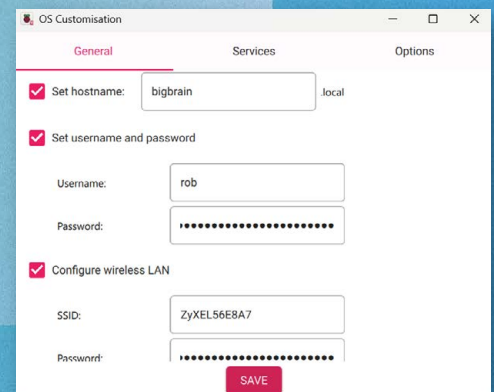 OS Customisation
General Services Options
Set hostname: bigbrain .local
Set username and password
Username: rob
Password: •••••••••••••••••••••••
Configure wireless LAN
SSID: ZyXEL56E8A7
Password: •••••••••••••••••••••••
SAVE